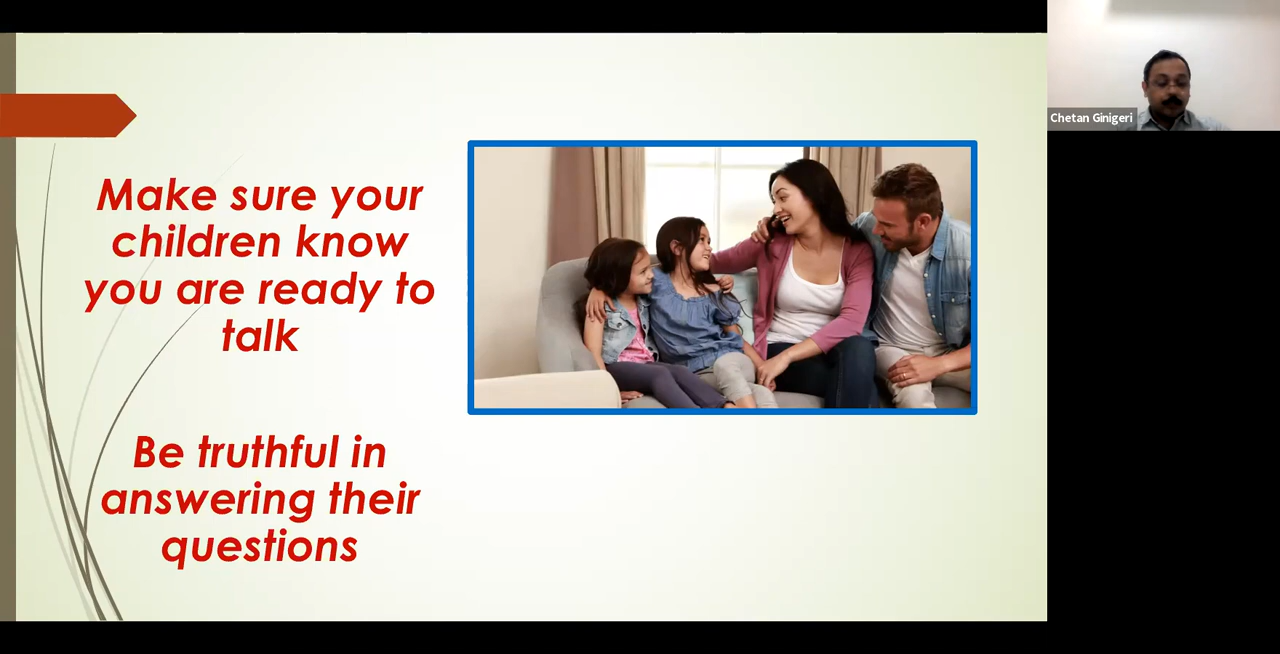 Make sure your
children know
you are ready to
talk
Be truthful in
answering their
questions
Chetan Ginigeri